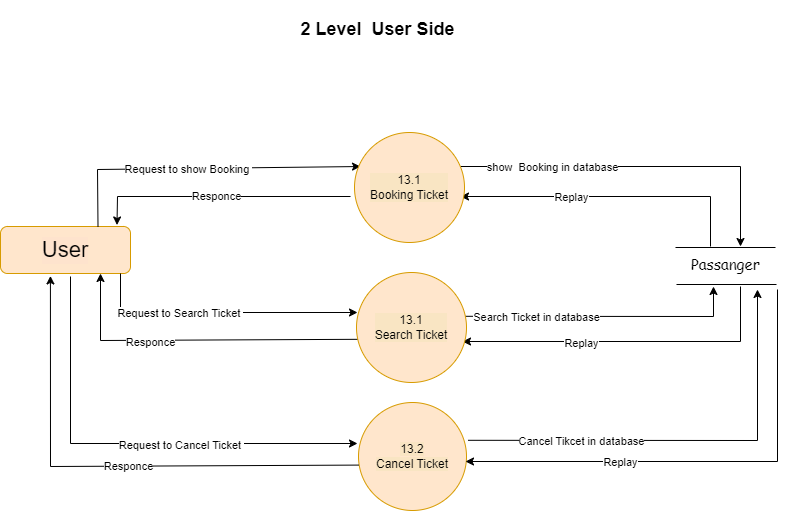 2 Level  User Side
Request to show Booking
Responce
13.1
Booking Ticket
show  Booking in database
Replay
User
Passanger
Request to Search Ticket
Responce
13.1
Search Ticket
Search Ticket in database
Replay
Request to Cancel Ticket
Responce
13.2
Cancel Ticket
Cancel Tikcet in database
Replay